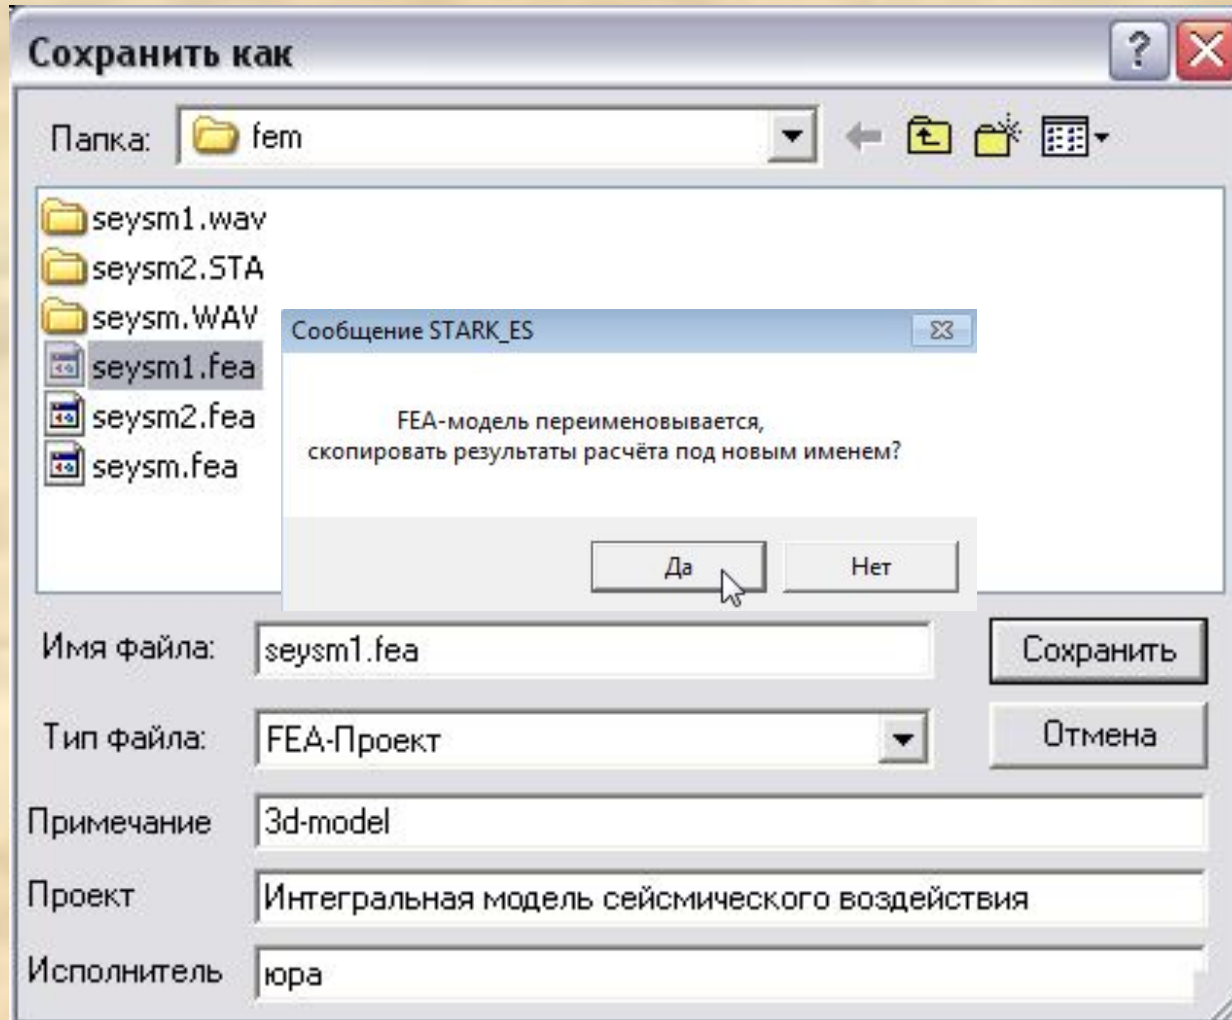 Сохранить как
Папка: fem
seysm1.wav
seysm2.STA
seysm.WAV
seysm1.fea
seysm2.fea
seysm.fea
Сообщение STARK_ES
FEA-модель переименовывается,
скопировать результаты расчёта под новым именем?
Да Нет
Имя файла: seysm1.fea Сохранить
Тип файла: FEA-Проект Отмена
Примечание 3d-model
Проект Интегральная модель сейсмического воздействия
Исполнитель юра